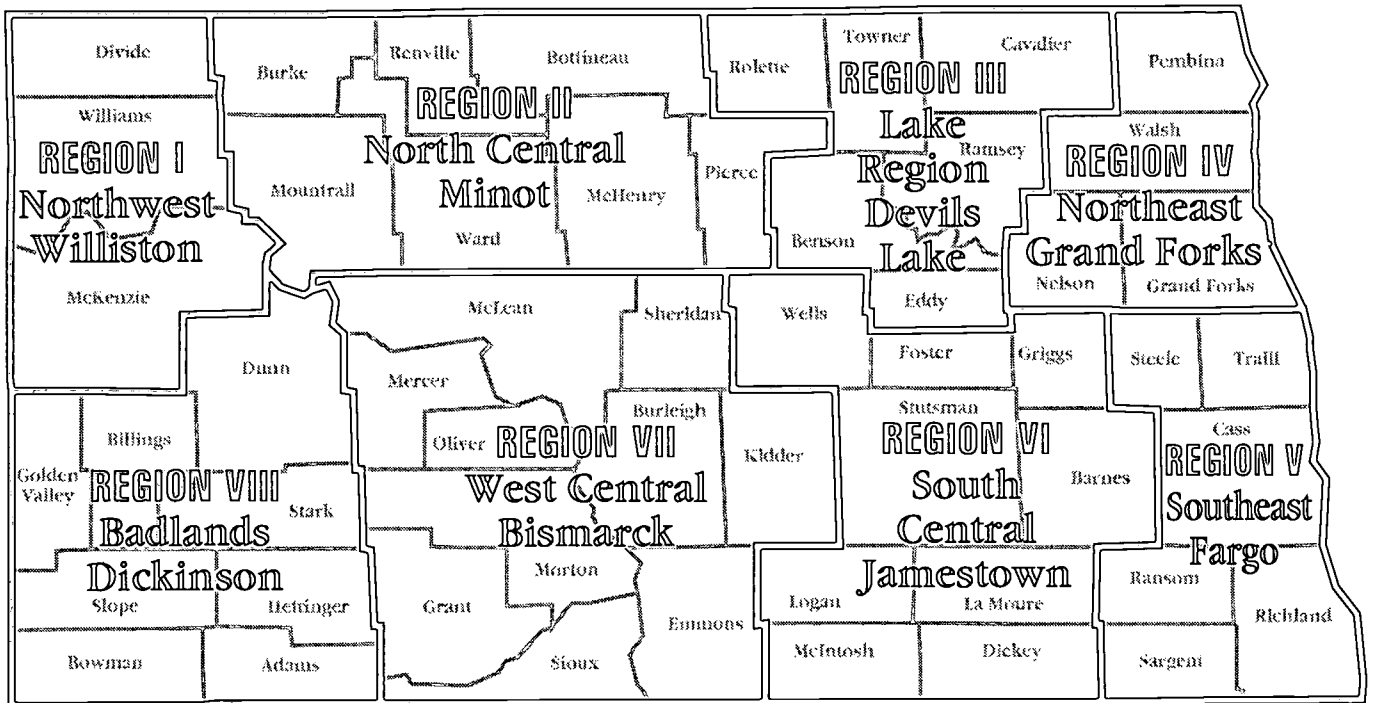 Divide
Burke
Renville
Bottineau
Rolette
Towner
Cavalier
Pembina
Williams
REGION I
Northwest
Williston
McKenzie
REGION II
North Central
Minot
Mountrail
McHenry
Pierce
Ward
REGION III
Lake
Region
Devils
Lake
Ramsey
Benson
Eddy
Walsh
REGION IV
Northeast
Grand Forks
Nelson
Grand Forks
Dunn
Billings
Golden
Valley
REGION VIII
Badlands
Dickinson
Stark
Slope
Hettinger
Bowman
Adams
McLean
Sheridan
Mercer
Oliver
Burleigh
Kidder
REGION VII
West Central
Bismarck
Morton
Grant
Emmons
Sioux
Wells
Foster
Griggs
Stutsman
REGION VI
South
Central
Jamestown
Barnes
Logan
La Moure
McIntosh
Dickey
Steele
Traill
Cass
REGION V
Southeast
Fargo
Ransom
Richland
Sargent